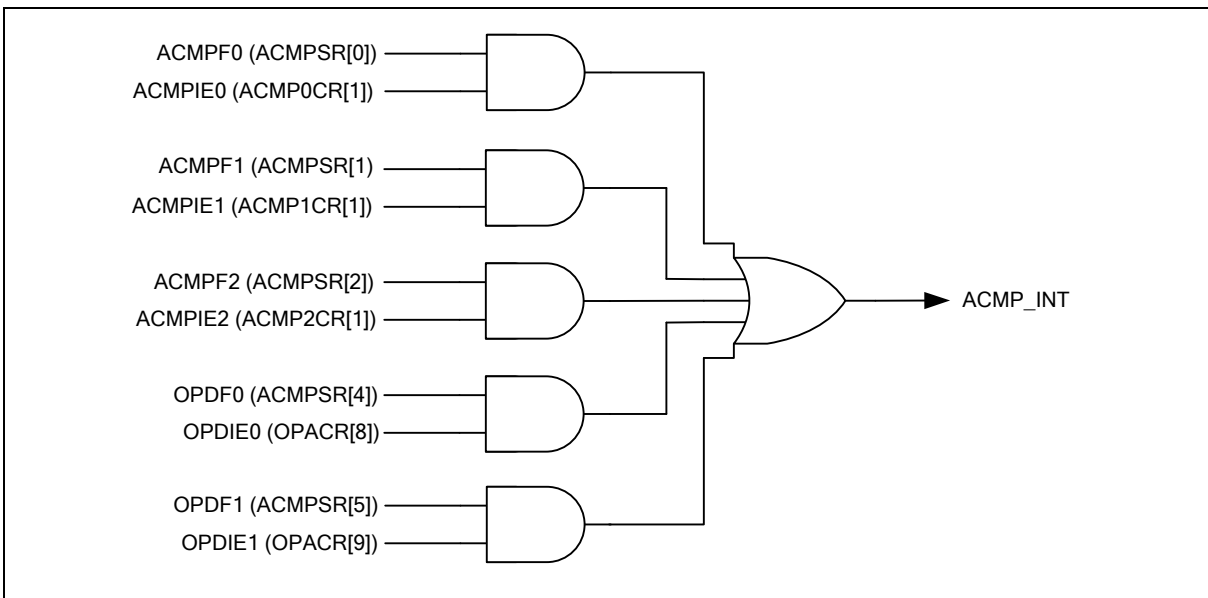 ACMPF0 (ACMPSR[0])
ACMPIE0 (ACMP0CR[1])
ACMPF1 (ACMPSR[1)
ACMPIE1 (ACMP1CR[1])
ACMPF2 (ACMPSR[2])
ACMPIE2 (ACMP2CR[1])
ACMP_INT
OPDF0 (ACMPSR[4])
OPDIE0 (OPACR[8])
OPDF1 (ACMPSR[5])
OPDIE1 (OPACR[9])